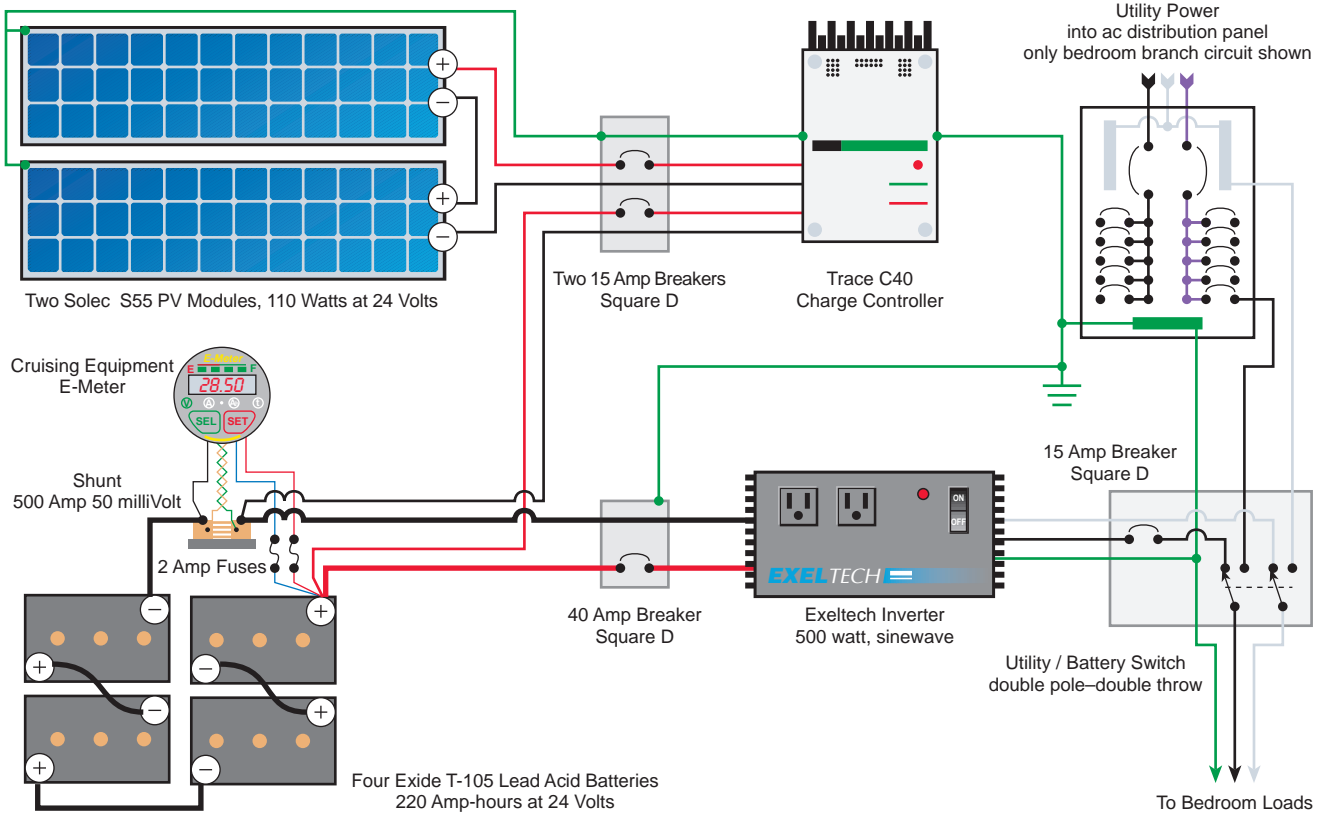 Utility Power
into ac distribution panel
only bedroom branch circuit shown
+
−
+
−
Two Solec S55 PV Modules, 110 Watts at 24 Volts
Two 15 Amp Breakers
Square D
Trace C40
Charge Controller
Cruising Equipment
E-Meter
E-Meter
E F
28.50
V A Ah t
SEL SET
Shunt
500 Amp 50 milliVolt
2 Amp Fuses
15 Amp Breaker
Square D
ON
OFF
EXELTECH
40 Amp Breaker
Square D
Exeltech Inverter
500 watt, sinewave
Utility / Battery Switch
double pole–double throw
−
+
+
−
−
+
+
−
Four Exide T-105 Lead Acid Batteries
220 Amp-hours at 24 Volts
To Bedroom Loads